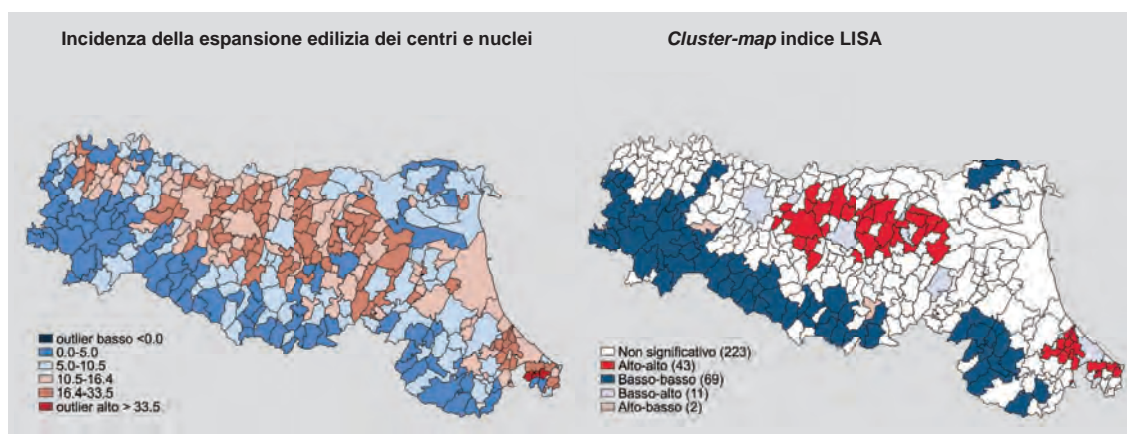 Incidenza della espansione edilizia dei centri e nuclei
Cluster-map indice LISA
outlier basso <0.0
0.0-5.0
5.0-10.5
10.5-16.4
16.4-33.5
outlier alto > 33.5
Non significativo (223)
Alto-alto (43)
Basso-basso (69)
Basso-alto (11)
Alto-basso (2)